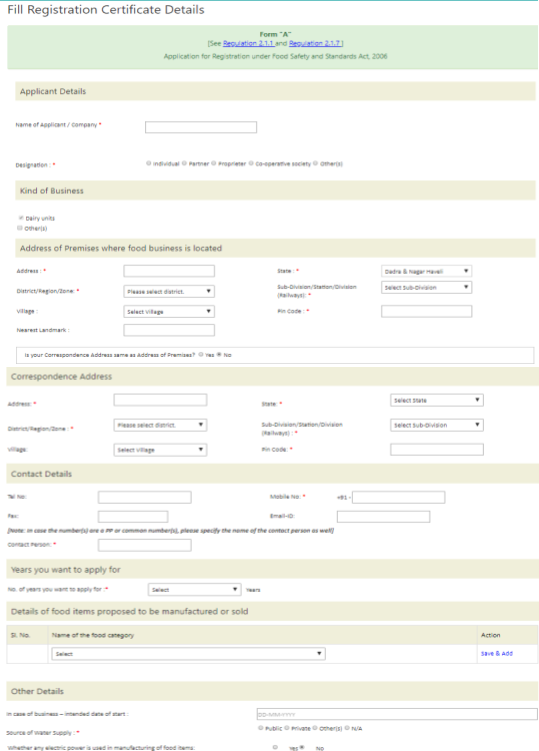 Fill Registration Certificate Details
Form "A"
[See Regulation 2.1.1 and Regulation 2.1.7]
Application for Registration under Food Safety and Standards Act, 2006
Applicant Details
Name of Applicant / Company *
Designation : * Individual Partner Proprieter Co-operative society Other(s)
Kind of Business
Dairy units
Other(s)
Address of Premises where food business is located
Address : * State : * Dadra & Nagar Haveli
District/Region/Zone: * Please select district. Sub-Division/Station/Division (Railways): * Select Sub-Division
Village : Select Village Pin Code : *
Nearest Landmark :
Is your Correspondence Address same as Address of Premises? Yes No
Correspondence Address
Address: * State: * Select State
District/Region/Zone : * Please select district. Sub-Division/Station/Division (Railways) : * Select Sub-Division
Village: Select Village Pin Code: *
Contact Details
Tel No: Mobile No: * +91 -
Fax: Email-ID:
[Note: In case the number(s) are a PP or common number(s), please specify the name of the contact person as well]
Contact Person: *
Years you want to apply for
No. of years you want to apply for :* Select Years
Details of food items proposed to be manufactured or sold
Sl. No. Name of the food category Action
Select Save & Add
Other Details
In case of business – intended date of start : DD-MM-YYYY
Source of Water Supply : * Public Private Other(s) N/A
Whether any electric power is used in manufacturing of food items: Yes No